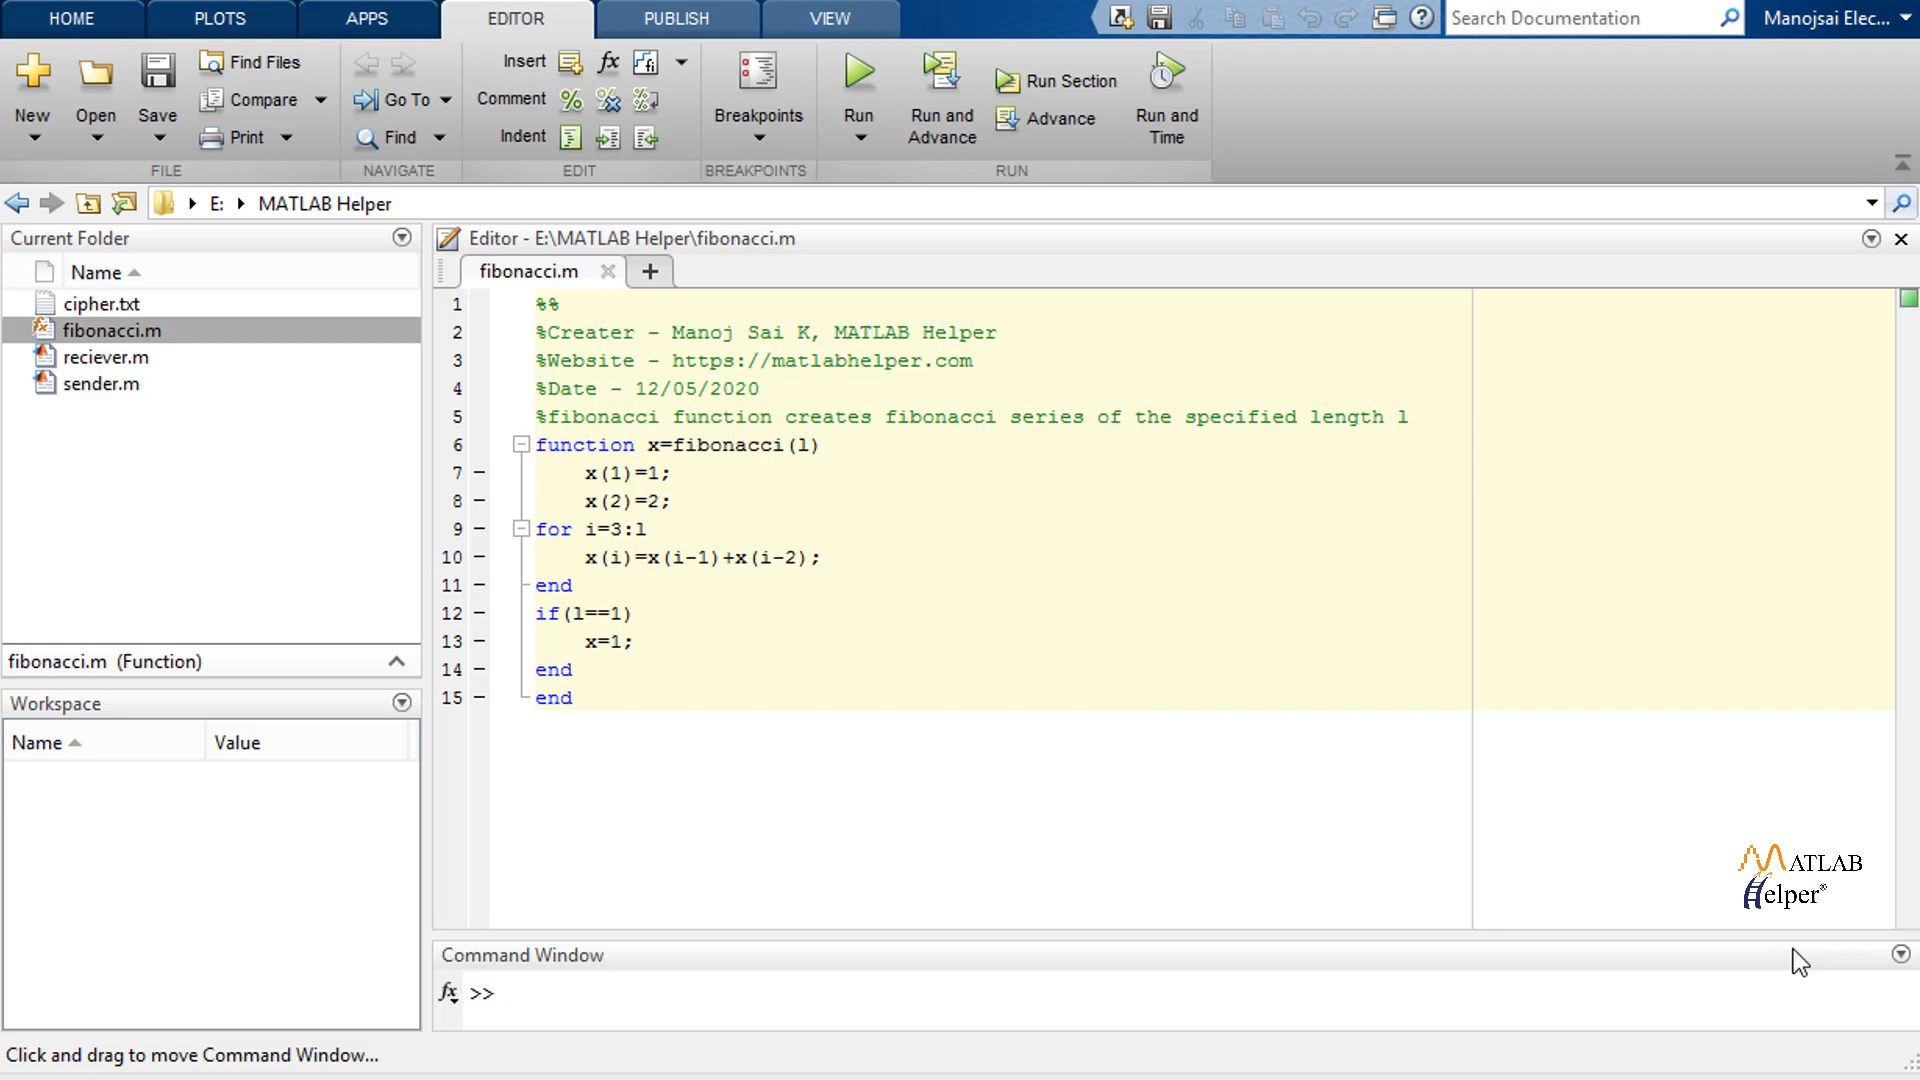 HOME PLOTS APPS EDITOR PUBLISH VIEW Search Documentation Manojsai Elec...
New Open Save Find Files Compare Print
FILE
Go To Find
NAVIGATE
Insert fx fi
Comment % % %
Indent
EDIT
Breakpoints
BREAKPOINTS
Run Run and Advance Run Section Advance Run and Time
RUN
E: MATLAB Helper
Current Folder
Name
cipher.txt
fibonacci.m
reciever.m
sender.m
fibonacci.m (Function)
Workspace
Name Value
Editor - E:\MATLAB Helper\fibonacci.m
fibonacci.m
1 %%
2 %Creater - Manoj Sai K, MATLAB Helper
3 %Website - https://matlabhelper.com
4 %Date - 12/05/2020
5 %fibonacci function creates fibonacci series of the specified length l
6 function x=fibonacci(l)
7 - x(1)=1;
8 - x(2)=2;
9 - for i=3:l
10 - x(i)=x(i-1)+x(i-2);
11 - end
12 - if(l==1)
13 - x=1;
14 - end
15 - end
MATLAB
Helper®
Command Window
fx >>
Click and drag to move Command Window...